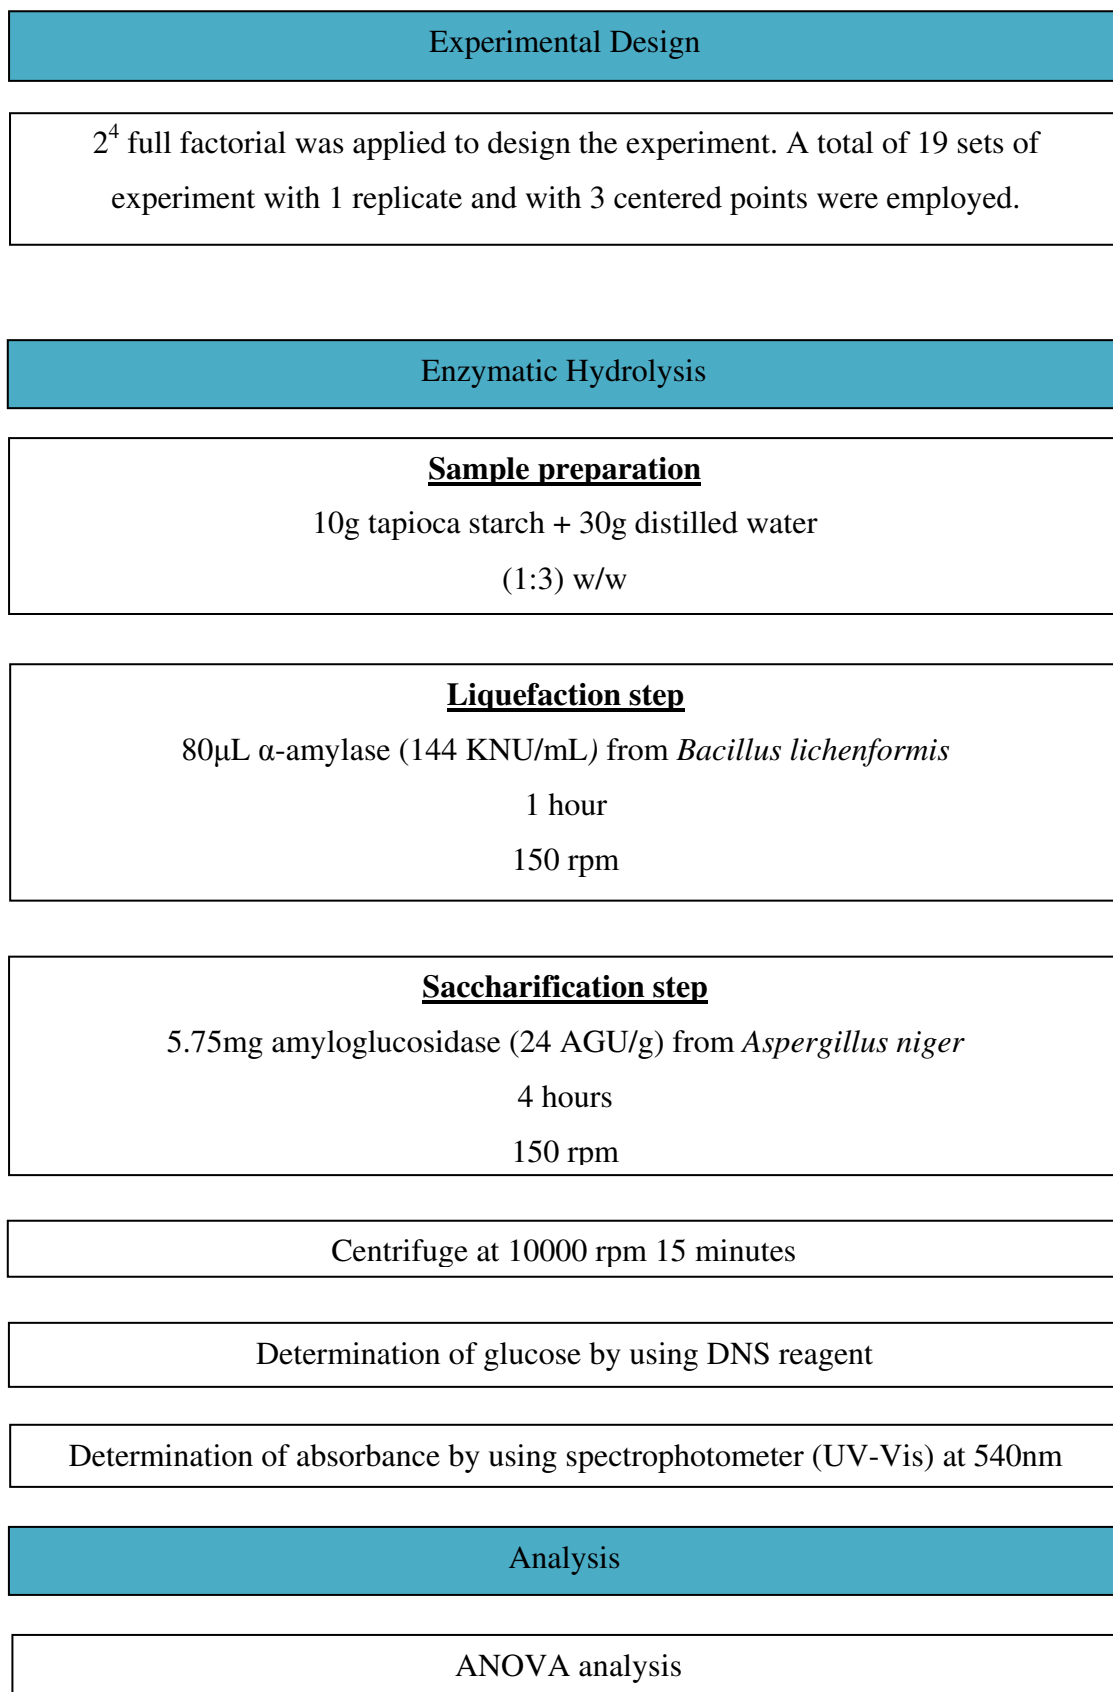 Experimental Design
2⁴ full factorial was applied to design the experiment. A total of 19 sets of
experiment with 1 replicate and with 3 centered points were employed.
Enzymatic Hydrolysis
Sample preparation
10g tapioca starch + 30g distilled water
(1:3) w/w
Liquefaction step
80μL α-amylase (144 KNU/mL) from Bacillus lichenformis
1 hour
150 rpm
Saccharification step
5.75mg amyloglucosidase (24 AGU/g) from Aspergillus niger
4 hours
150 rpm
Centrifuge at 10000 rpm 15 minutes
Determination of glucose by using DNS reagent
Determination of absorbance by using spectrophotometer (UV-Vis) at 540nm
Analysis
ANOVA analysis